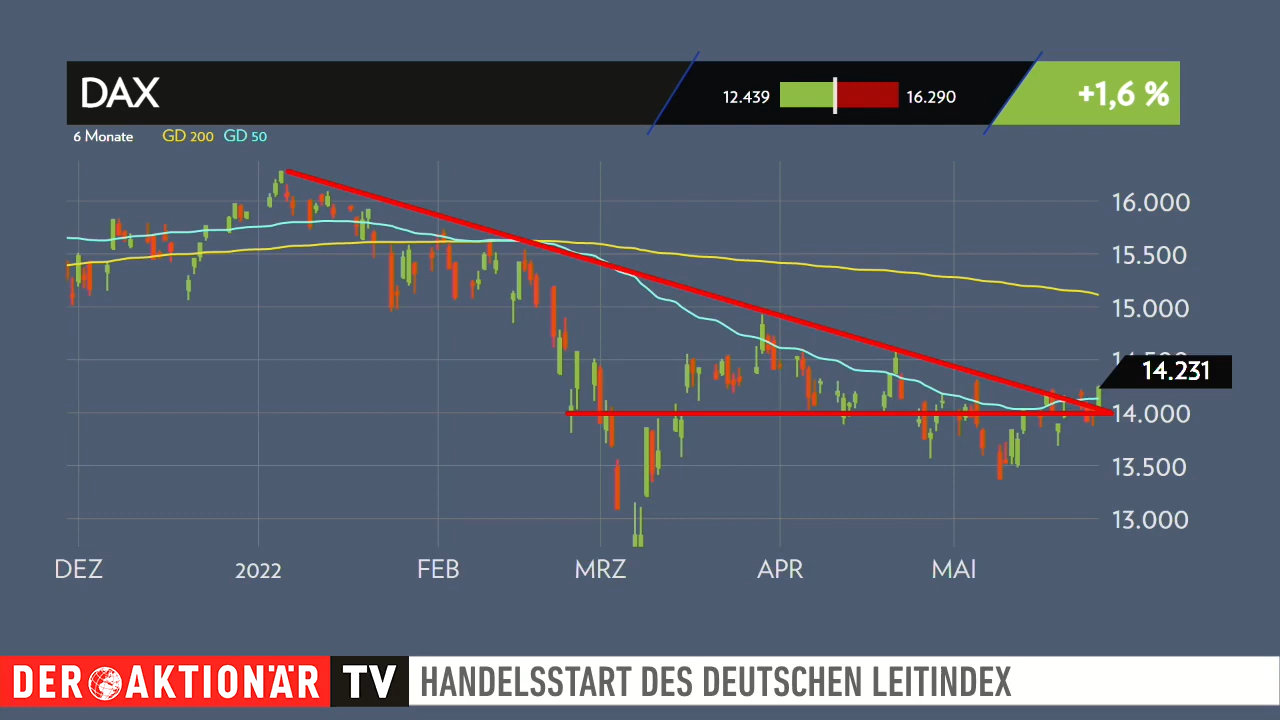 DAX
12.439
16.290
+1,6 %
6 Monate GD 200 GD 50
16.000
15.500
15.000
14.231
14.000
13.500
13.000
DEZ 2022 FEB MRZ APR MAI
DER AKTIONÄR TV HANDELSSTART DES DEUTSCHEN LEITINDEX